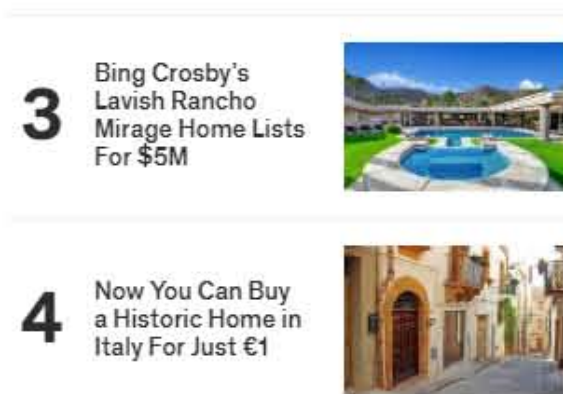 3
Bing Crosby's
Lavish Rancho
Mirage Home Lists
For $5M
4
Now You Can Buy
a Historic Home in
Italy For Just €1